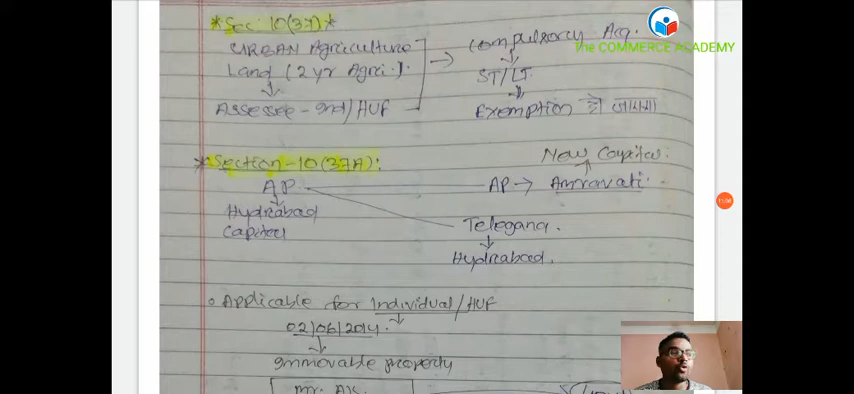 *Sec 10(37)*
URBAN Agriculture
Land (2 yr Agri.)
Assessee - Ind/HUF
Compulsory Acq.
ST/LT
Exemption हो जायेगा
The COMMERCE ACADEMY
*Section-10(37A):
AP
Hydrabad
Capital
AP → Amravati.
New Capital.
Telegana.
Hydrabad.
Applicable for Individual/HUF
02/06/2014.
Immovable property
Mr. A